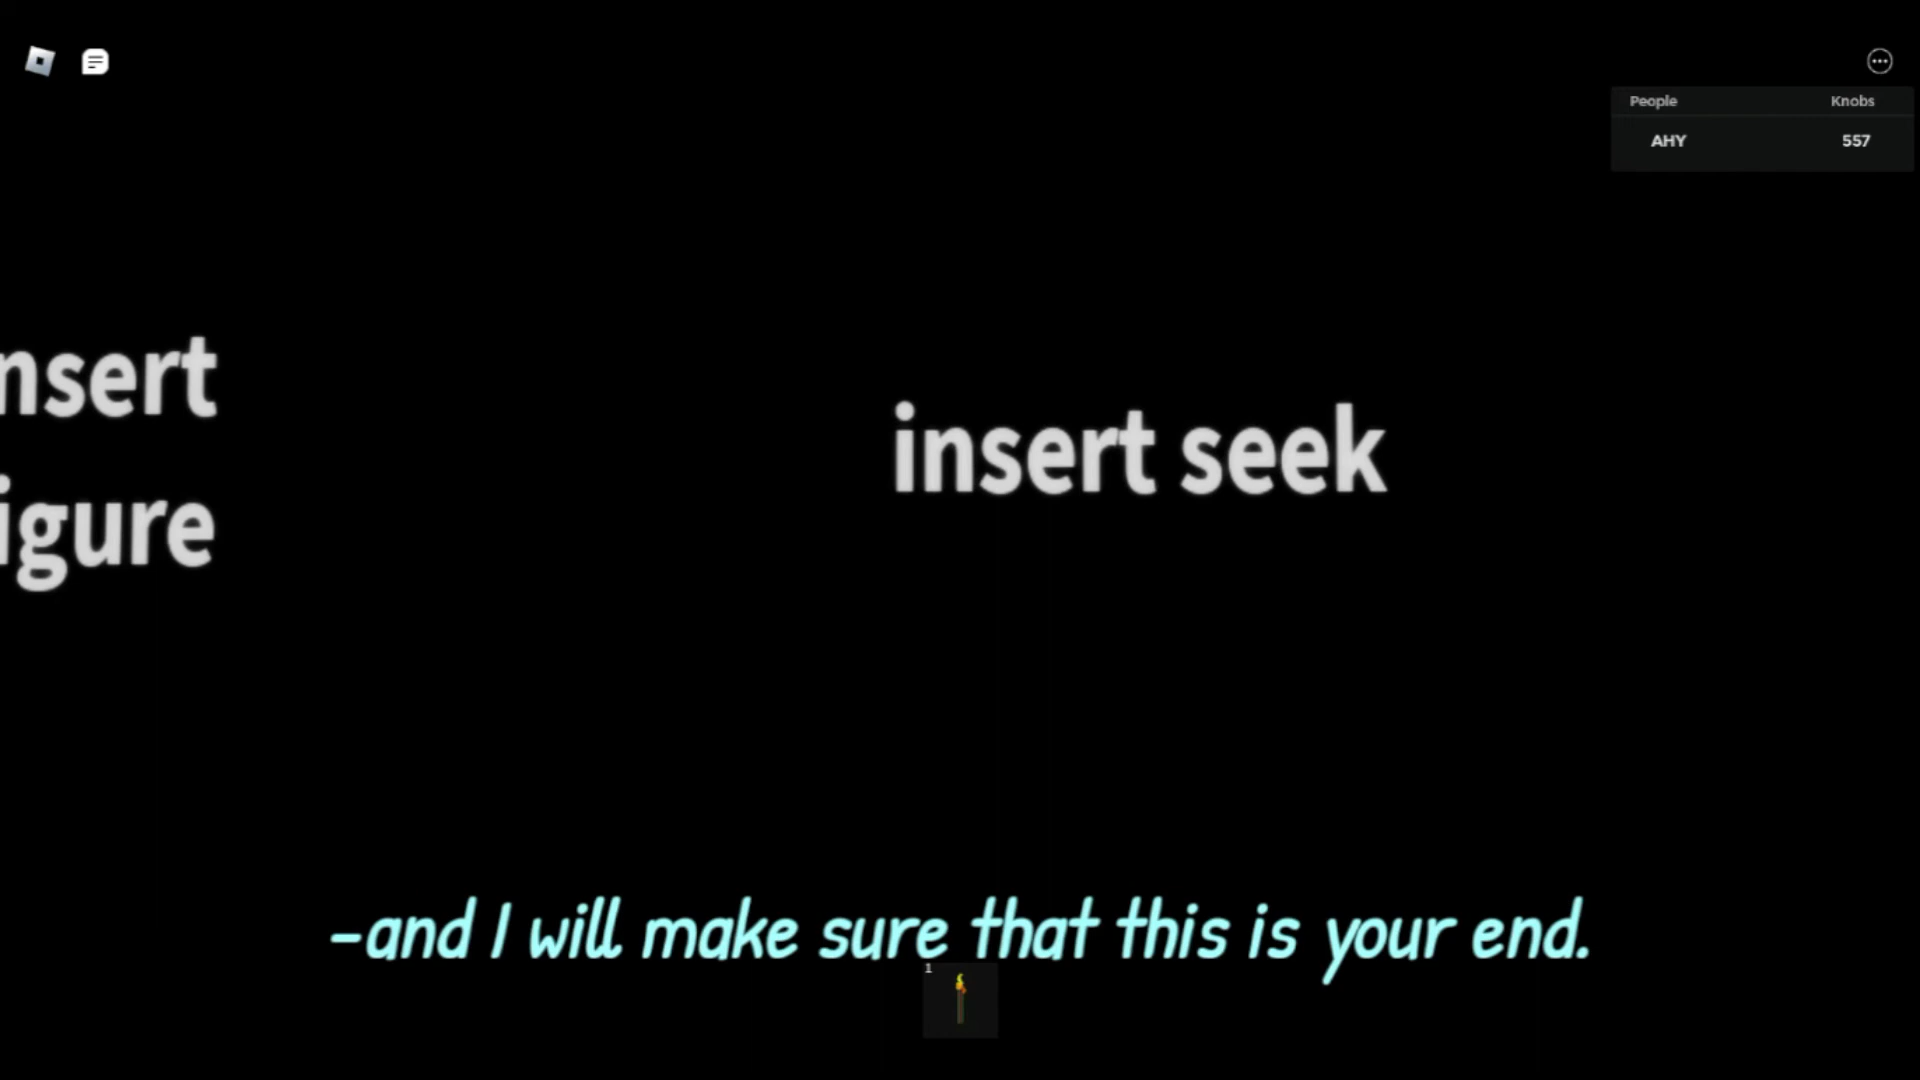 People Knobs
AHY 557
nsert
igure
insert seek
-and I will make sure that this is your end.
1